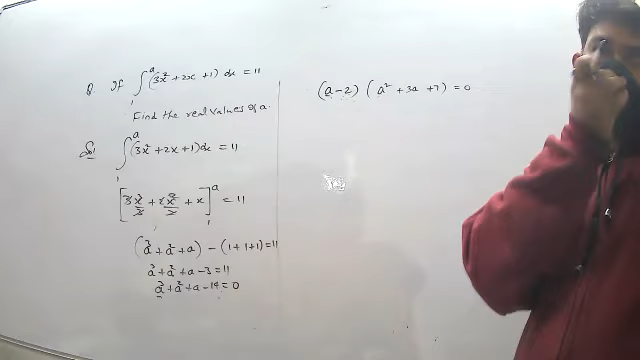 Q. If ∫₁ᵃ (3x² + 2x + 1) dx = 11
Find the real values of a.
Sol: ∫₁ᵃ (3x² + 2x + 1) dx = 11
[3x³/3 + 2x²/2 + x]₁ᵃ = 11
(a³ + a² + a) - (1 + 1 + 1) = 11
a³ + a² + a - 3 = 11
a³ + a² + a - 14 = 0
(a - 2) (a² + 3a + 7) = 0